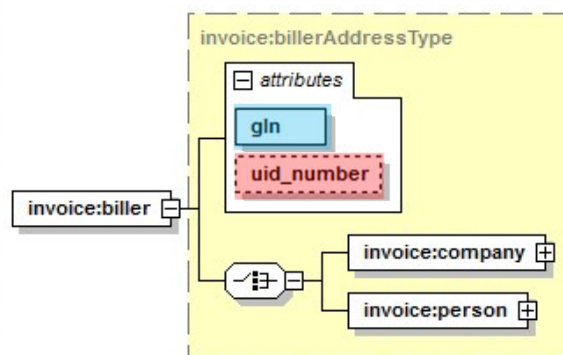 invoice:billerAddressType
attributes
gln
uid_number
invoice:biller
invoice:company
invoice:person